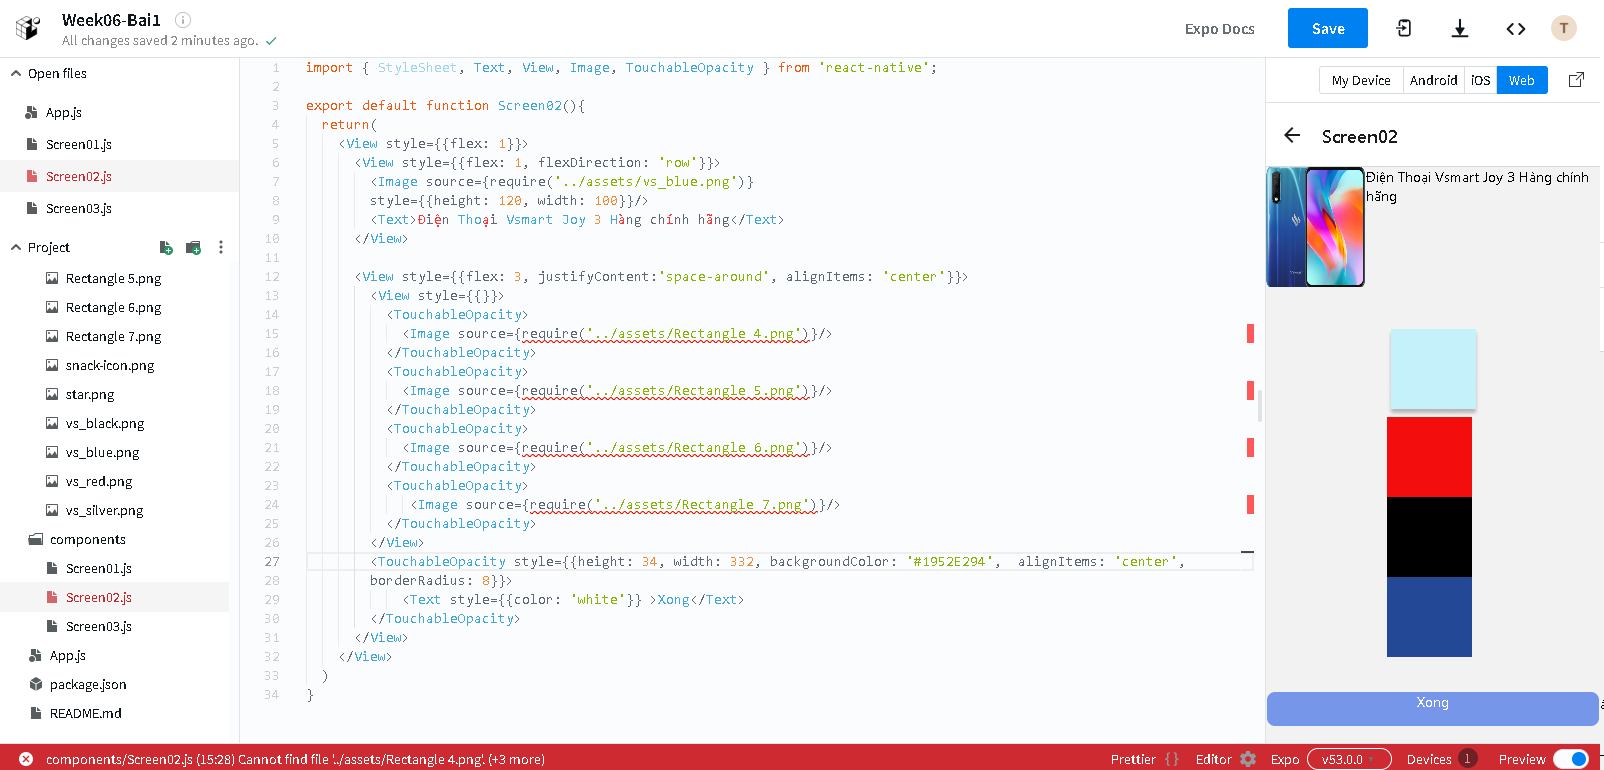 Week06-Bai1
All changes saved 2 minutes ago.
Expo Docs
Save
T
Open files
App.js
Screen01.js
Screen02.js
Screen03.js
Project
Rectangle 5.png
Rectangle 6.png
Rectangle 7.png
snack-icon.png
star.png
vs_black.png
vs_blue.png
vs_red.png
vs_silver.png
components
Screen01.js
Screen02.js
Screen03.js
App.js
package.json
README.md
1 import { StyleSheet, Text, View, Image, TouchableOpacity } from 'react-native';
2
3 export default function Screen02(){
4 return(
5 <View style={{flex: 1}}>
6 <View style={{flex: 1, flexDirection: 'row'}}>
7 <Image source={require('../assets/vs_blue.png')}
8 style={{height: 120, width: 100}}/>
9 <Text>Điện Thoại Vsmart Joy 3 Hàng chính hãng</Text>
10 </View>
11
12 <View style={{flex: 3, justifyContent:'space-around', alignItems: 'center'}}>
13 <View style={{}}>
14 <TouchableOpacity>
15 <Image source={require('../assets/Rectangle 4.png')}/>
16 </TouchableOpacity>
17 <TouchableOpacity>
18 <Image source={require('../assets/Rectangle 5.png')}/>
19 </TouchableOpacity>
20 <TouchableOpacity>
21 <Image source={require('../assets/Rectangle 6.png')}/>
22 </TouchableOpacity>
23 <TouchableOpacity>
24 <Image source={require('../assets/Rectangle 7.png')}/>
25 </TouchableOpacity>
26 </View>
27 <TouchableOpacity style={{height: 34, width: 332, backgroundColor: '#1952E294', alignItems: 'center',
28 borderRadius: 8}}>
29 <Text style={{color: 'white'}} >Xong</Text>
30 </TouchableOpacity>
31 </View>
32 </View>
33 )
34 }
My Device Android iOS Web
Screen02
Điện Thoại Vsmart Joy 3 Hàng chính
hãng
Xong
components/Screen02.js (15:28) Cannot find file '../assets/Rectangle 4.png'. (+3 more)
Prettier { } Editor Expo v53.0.0 Devices 1 Preview